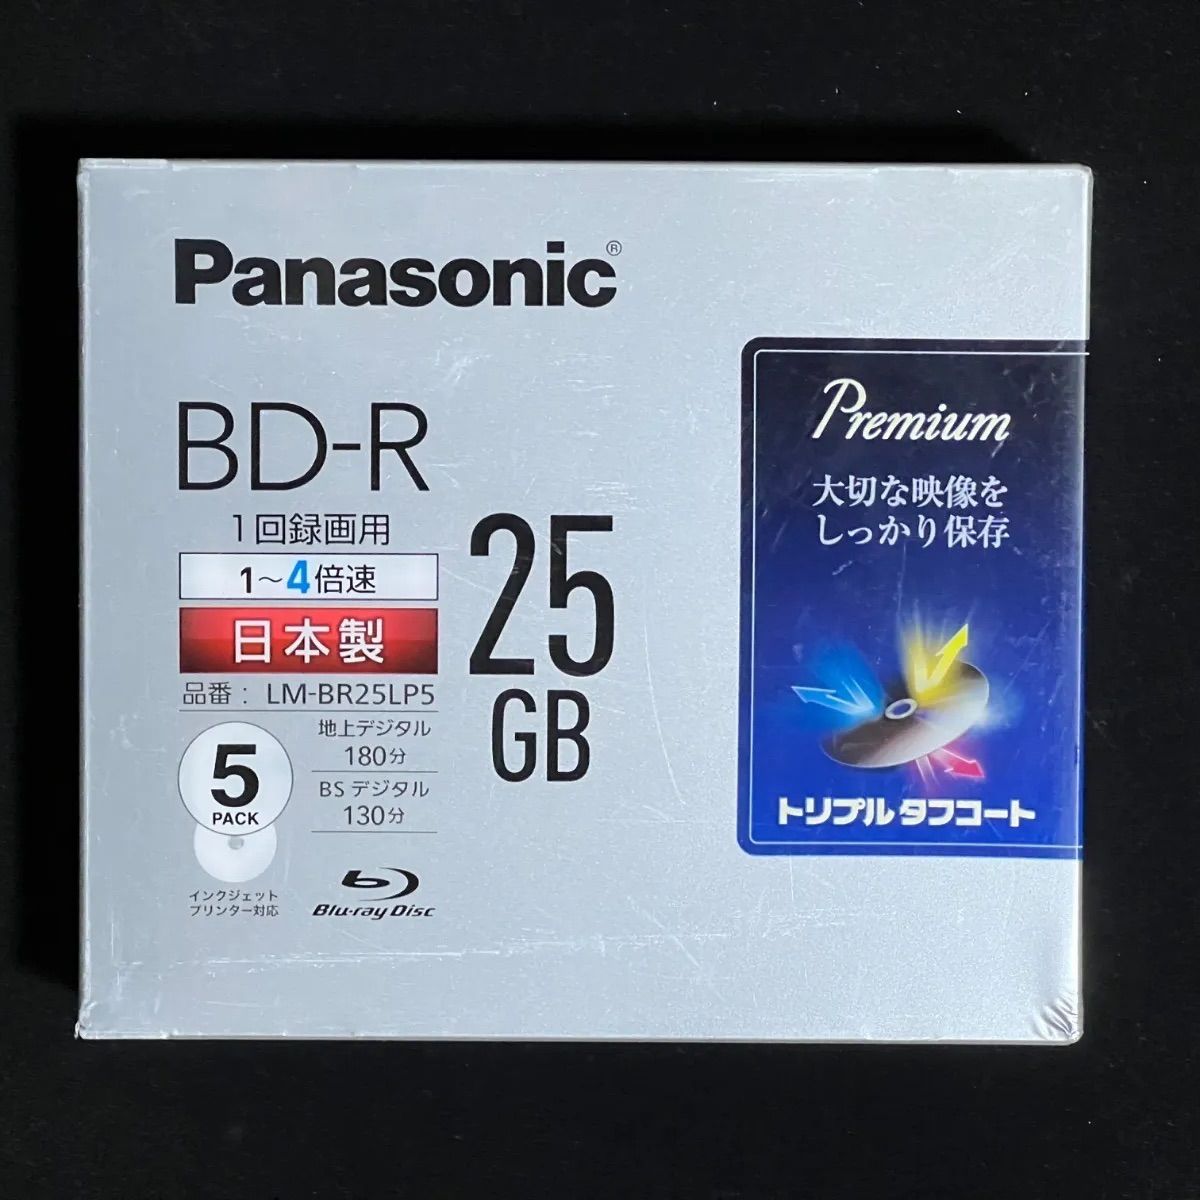 Panasonic®
BD-R
1回録画用
1～4倍速
日本製
品番： LM-BR25LP5
25
GB
5
PACK
地上デジタル
180分
BSデジタル
130分
インクジェット
プリンター対応
Blu-ray Disc
Premium
大切な映像を
しっかり保存
トリプルタフコート